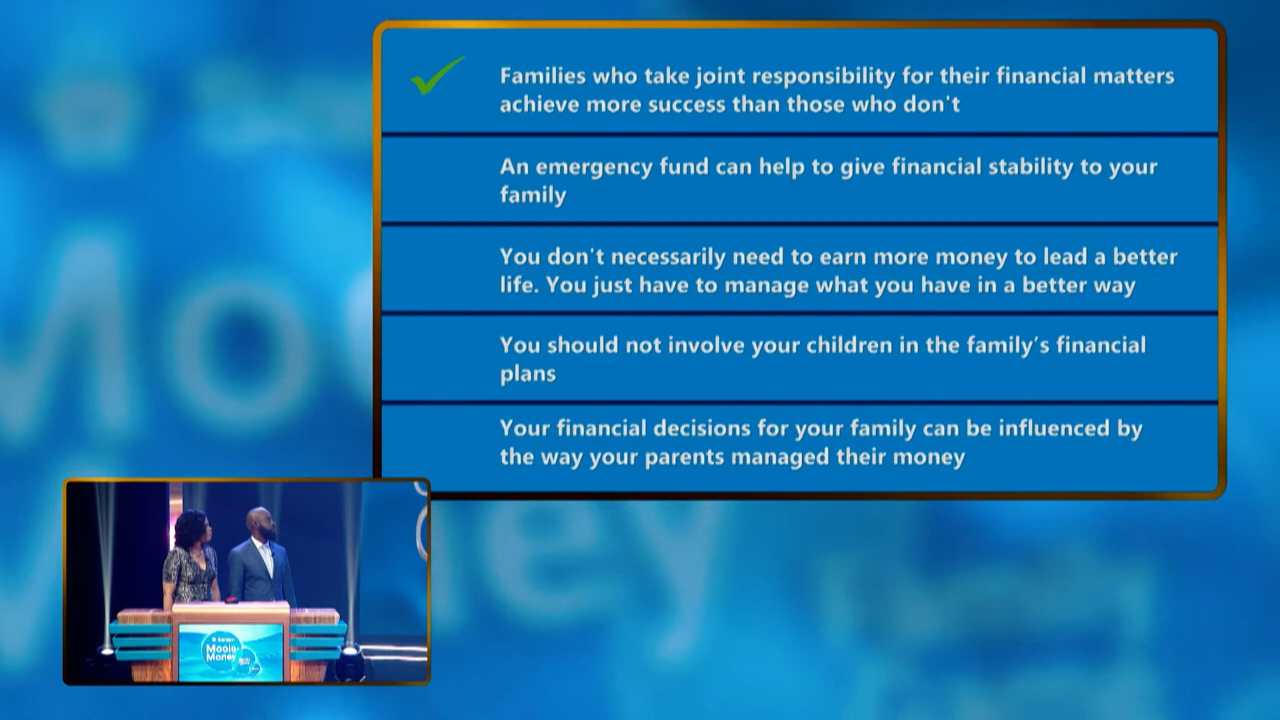 Families who take joint responsibility for their financial matters
achieve more success than those who don't
An emergency fund can help to give financial stability to your
family
You don't necessarily need to earn more money to lead a better
life. You just have to manage what you have in a better way
You should not involve your children in the family’s financial
plans
Your financial decisions for your family can be influenced by
the way your parents managed their money
Moola
Money